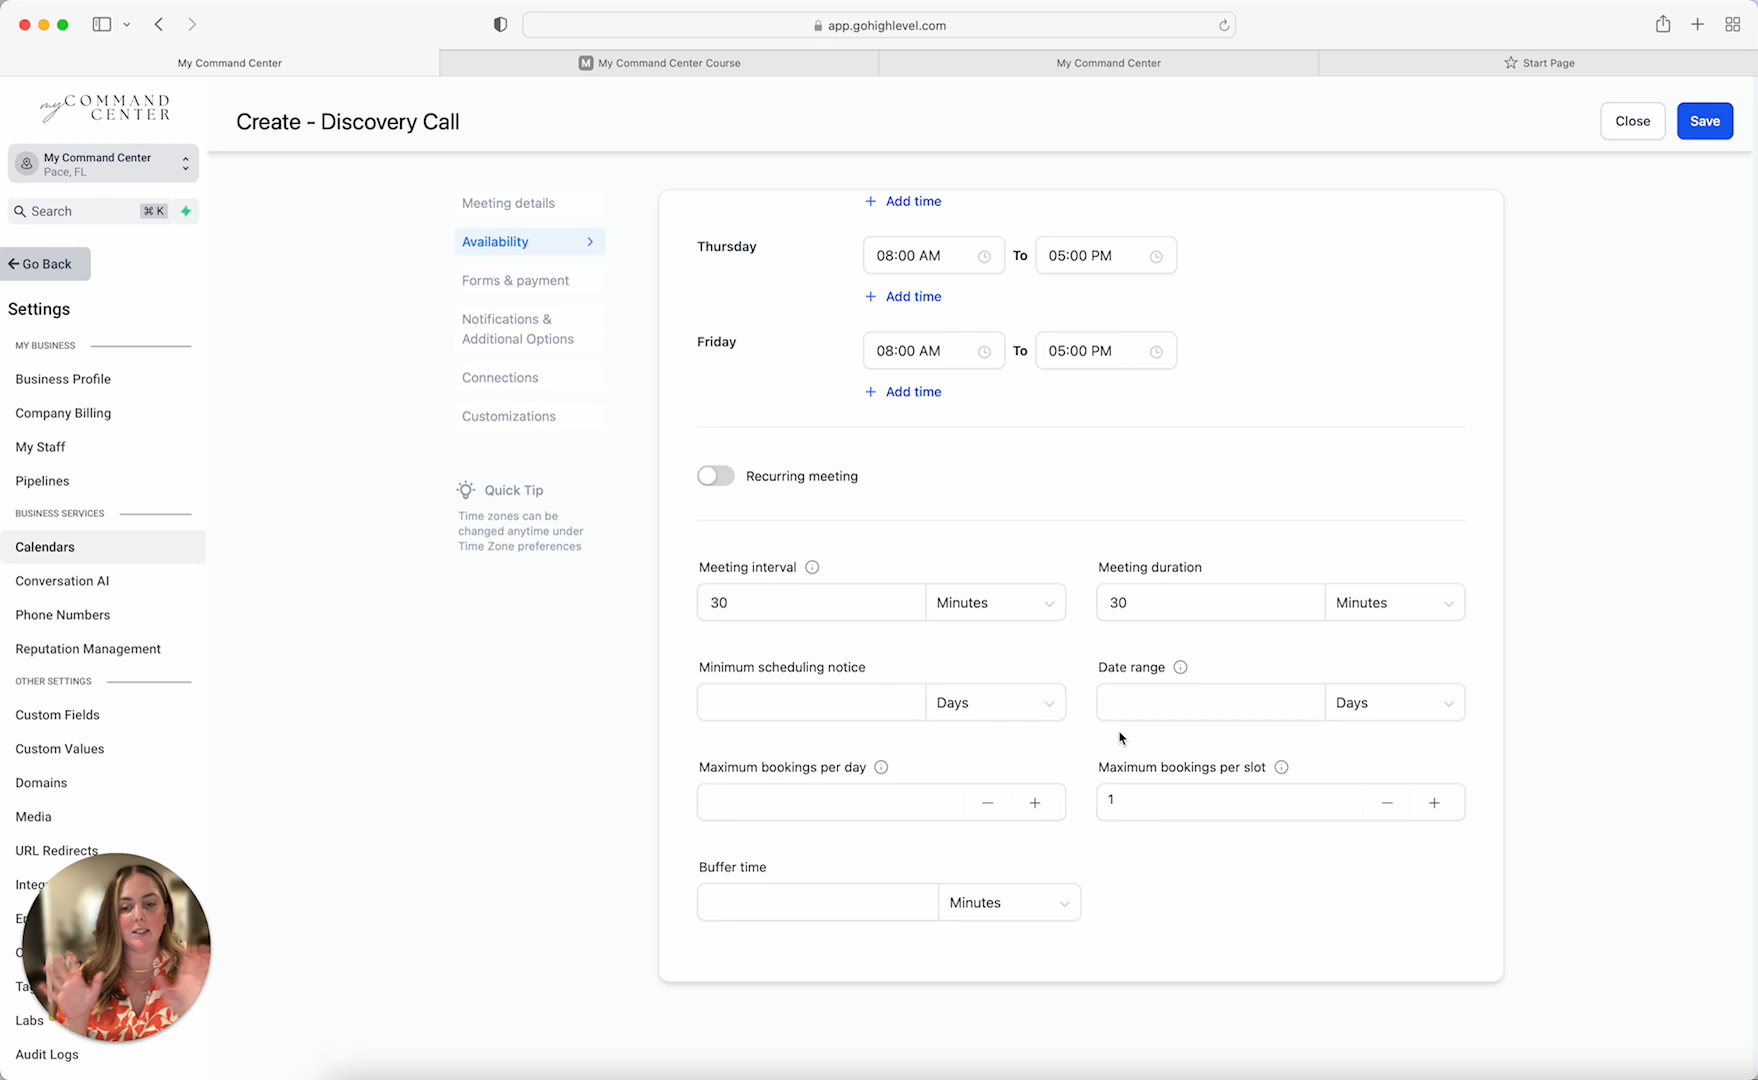 app.gohighlevel.com
My Command Center
M My Command Center Course
My Command Center
Start Page
my COMMAND CENTER
My Command Center
Pace, FL
Search
⌘ K
Go Back
Settings
MY BUSINESS
Business Profile
Company Billing
My Staff
Pipelines
BUSINESS SERVICES
Calendars
Conversation AI
Phone Numbers
Reputation Management
OTHER SETTINGS
Custom Fields
Custom Values
Domains
Media
URL Redirects
Labs
Audit Logs
Create - Discovery Call
Close
Save
Meeting details
Availability
Forms & payment
Notifications &
Additional Options
Connections
Customizations
Quick Tip
Time zones can be
changed anytime under
Time Zone preferences
+ Add time
Thursday
08:00 AM To 05:00 PM
+ Add time
Friday
08:00 AM To 05:00 PM
+ Add time
Recurring meeting
Meeting interval
30 Minutes
Meeting duration
30 Minutes
Minimum scheduling notice
Days
Date range
Days
Maximum bookings per day
Maximum bookings per slot
1
Buffer time
Minutes